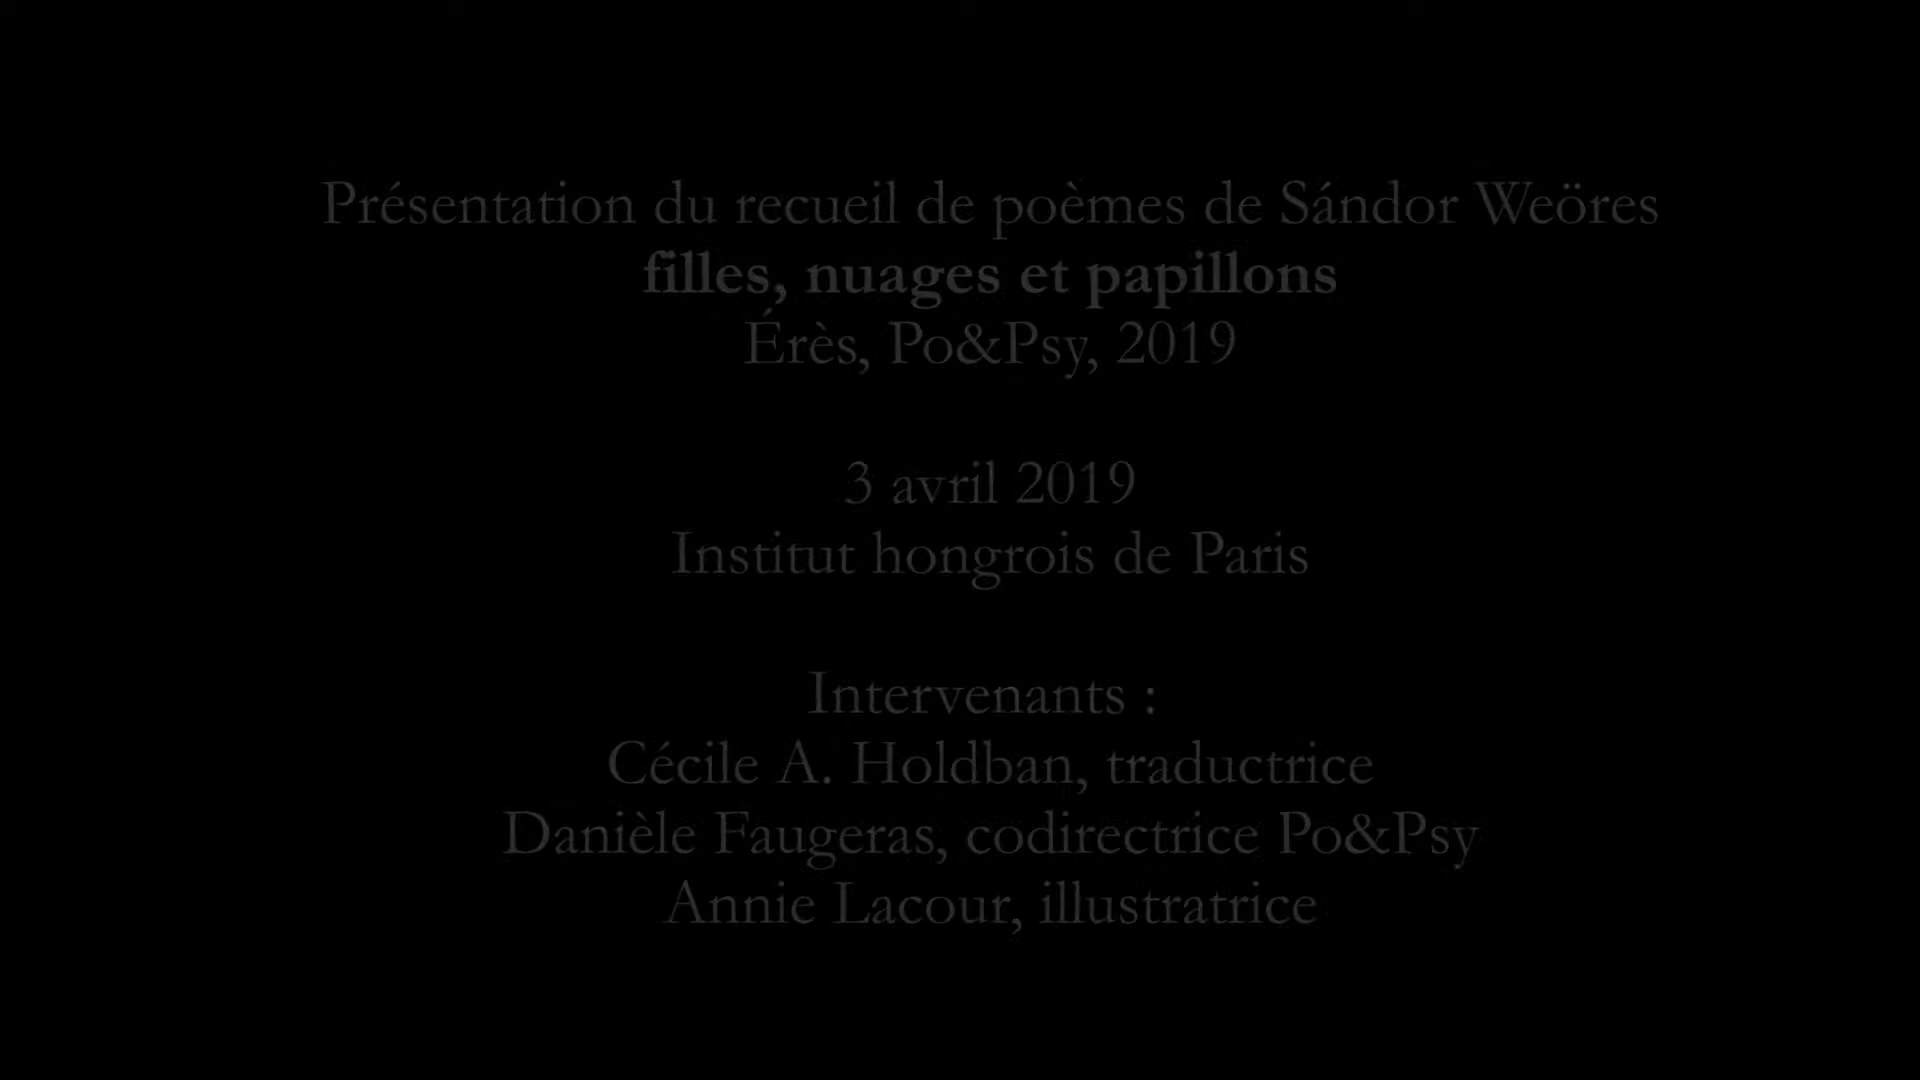 Présentation du recueil de poèmes de Sándor Weöres
filles, nuages et papillons
Érès, Po&Psy, 2019
3 avril 2019
Institut hongrois de Paris
Intervenants :
Cécile A. Holdban, traductrice
Danièle Faugeras, codirectrice Po&Psy
Annie Lacour, illustratrice